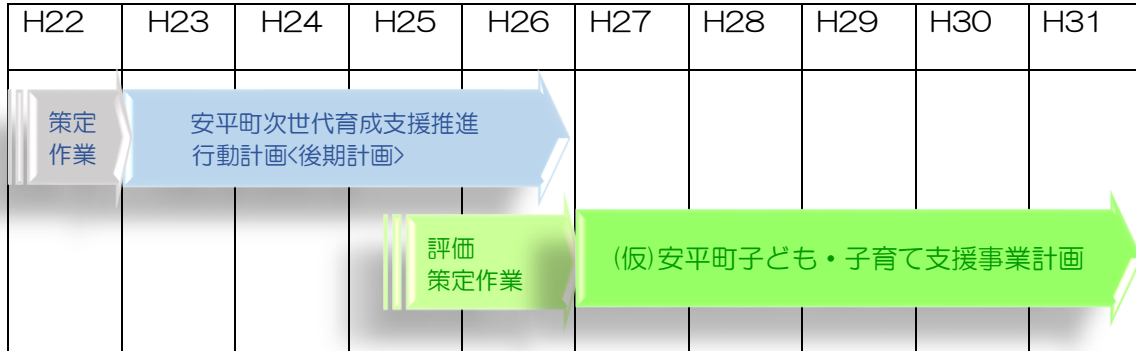 H22 H23 H24 H25 H26 H27 H28 H29 H30 H31
策定
作業
安平町次世代育成支援推進
行動計画<後期計画>
評価
策定作業
(仮)安平町子ども・子育て支援事業計画